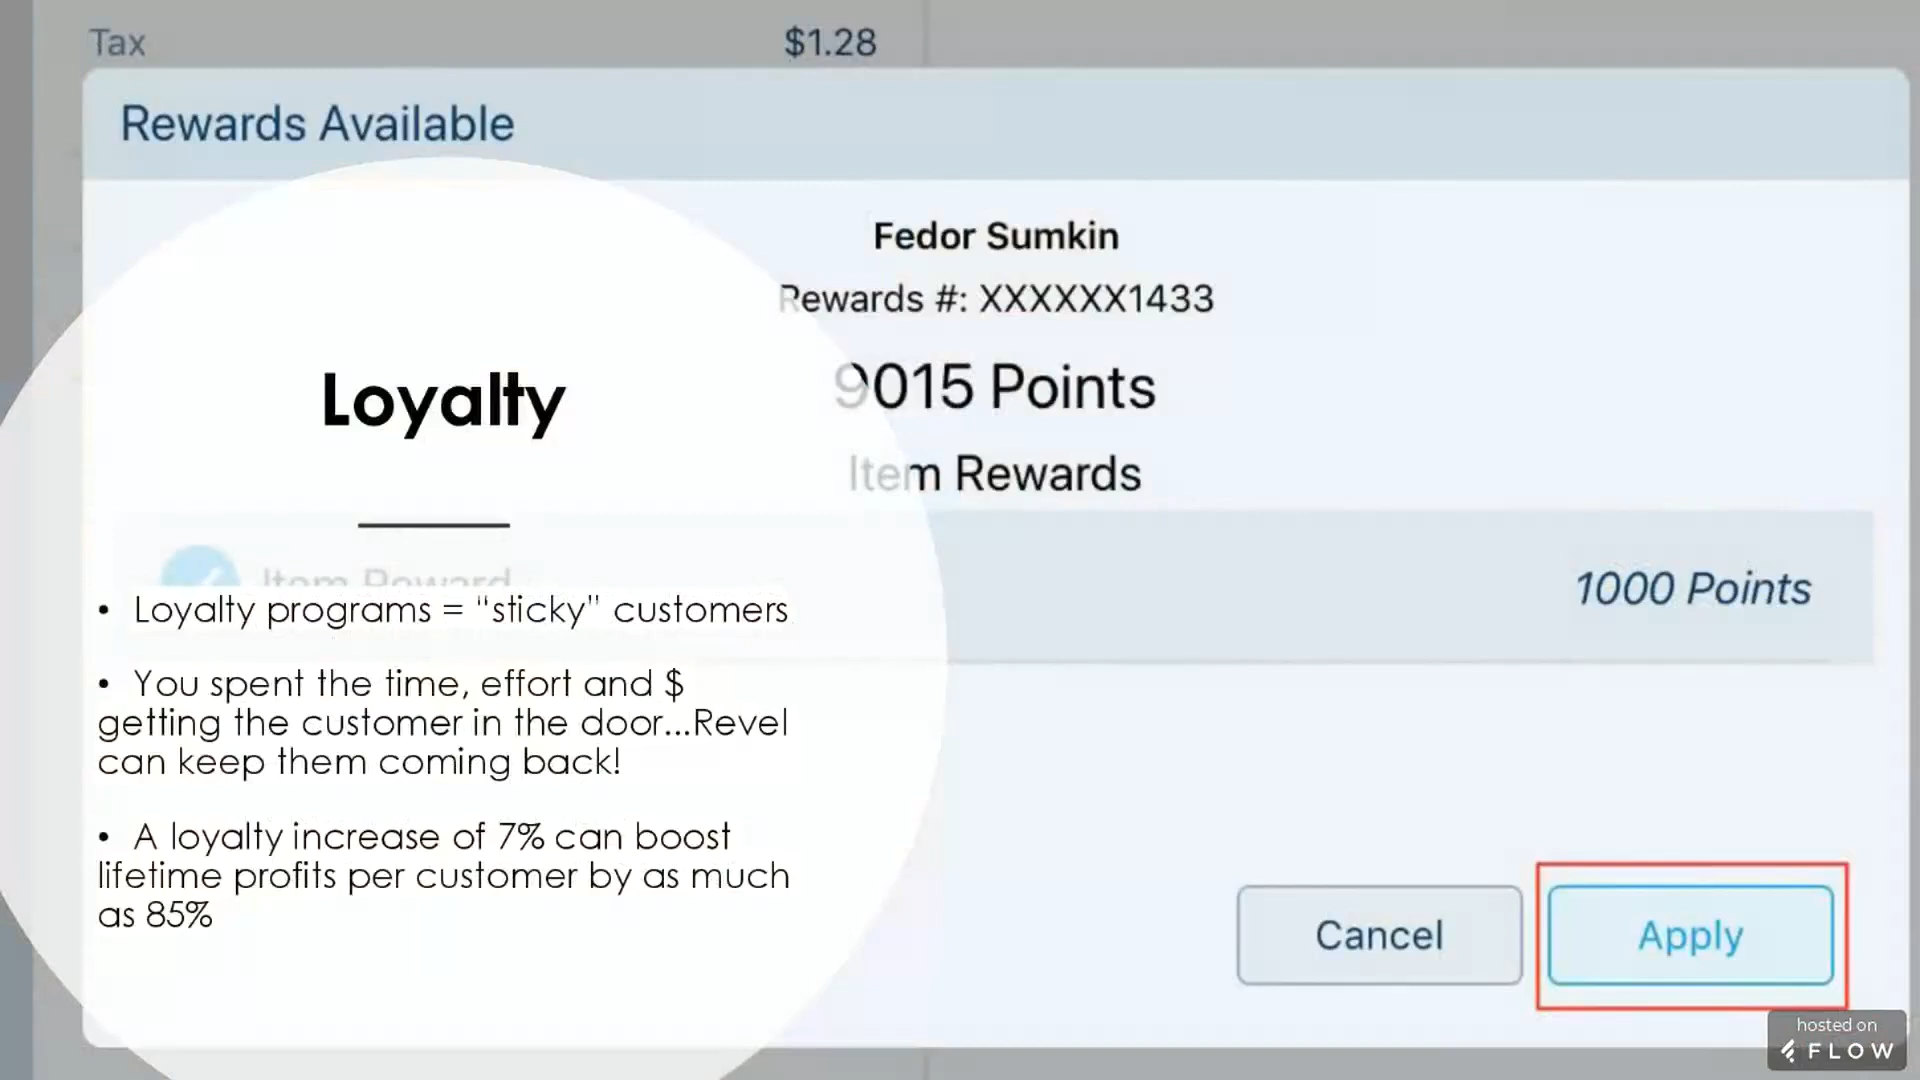 Tax $1.28
Rewards Available
Fedor Sumkin
Rewards #: XXXXXX1433
9015 Points
Item Rewards
Item Reward
1000 Points
Loyalty
• Loyalty programs = "sticky" customers
• You spent the time, effort and $
getting the customer in the door...Revel
can keep them coming back!
• A loyalty increase of 7% can boost
lifetime profits per customer by as much
as 85%
Cancel
Apply
hosted on
FLOW